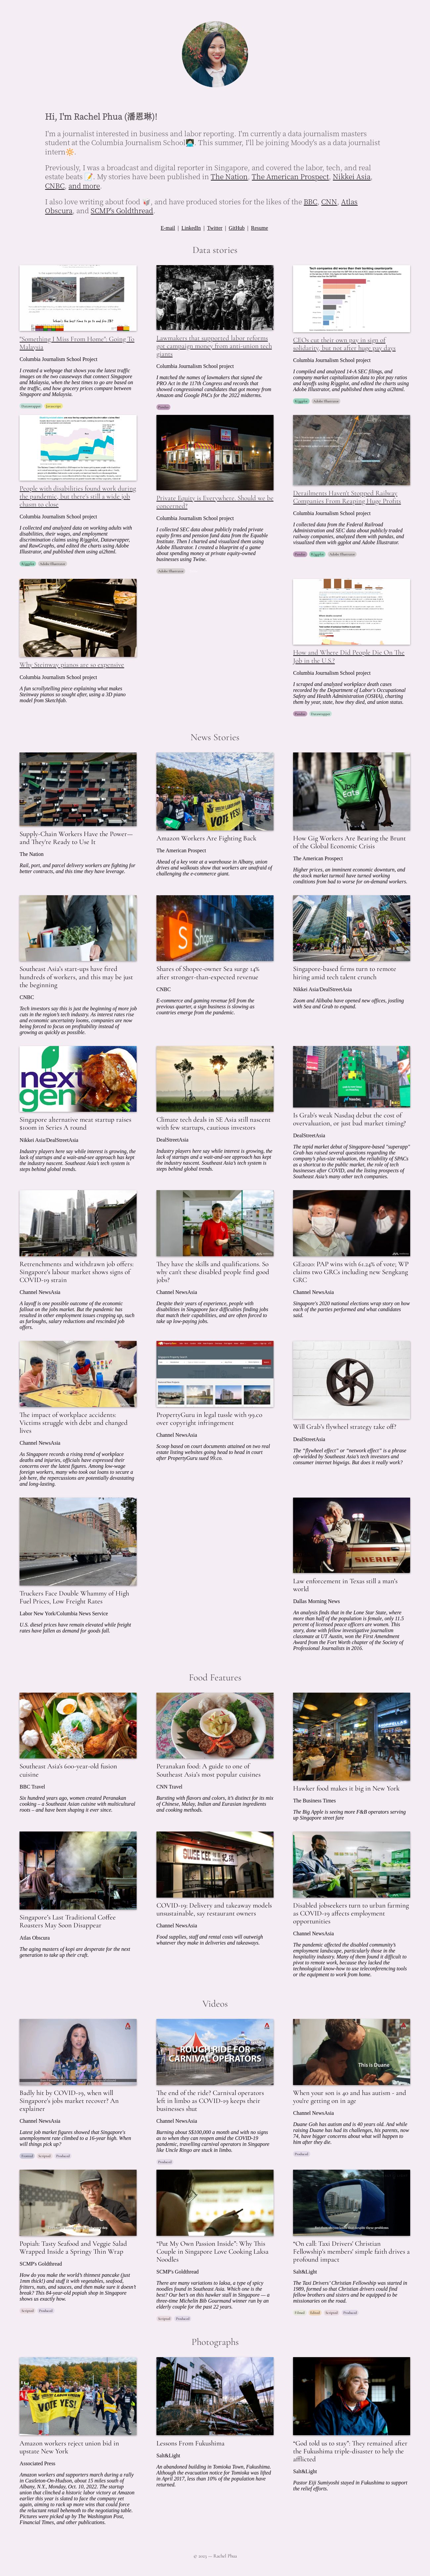 Hi, I'm Rachel Phua (潘恩琳)!
I'm a journalist interested in business and labor reporting. I'm currently a data journalism masters
student at the Columbia Journalism School👩🏻‍💻. This summer, I'll be joining Moody's as a data journalist
intern🔆.
Previously, I was a broadcast and digital reporter in Singapore, and covered the labor, tech, and real
estate beats 📝. My stories have been published in The Nation, The American Prospect, Nikkei Asia,
CNBC, and more.
I also love writing about food 🥡, and have produced stories for the likes of the BBC, CNN, Atlas
Obscura, and SCMP's Goldthread.
E-mail | LinkedIn | Twitter | GitHub | Resume
Data stories
"Something I Miss From Home": Going To
Malaysia
Columbia Journalism School Project
I created a webpage that shows you the latest traffic
images on the two causeways that connect Singapore
and Malaysia, when the best times to go are based on
the traffic, and how grocery prices compare between
Singapore and Malaysia.
Lawmakers that supported labor reforms
got campaign money from anti-union tech
giants
Columbia Journalism School project
I matched the names of lawmakers that signed the
PRO Act in the 117th Congress and records that
showed congressional candidates that got money from
Amazon and Google PACs for the 2022 midterms.
CEOs cut their own pay in sign of
solidarity, but not after huge pay days
Columbia Journalism School project
I compiled and analyzed 14-A SEC filings, and
company market capitalization data to look at pay ratios
and layoffs using R/ggplot, and edited the charts using
Adobe Illustrator, and published them using ai2html.
People with disabilities found work during
the pandemic, but there's still a wide job
chasm to close
Columbia Journalism School project
I collected and analyzed data on working adults with
disabilities, their wages, and employment
discrimination claims using R/ggplot, Datawrapper,
and RawGraphs. I edited the charts using Adobe
Illustrator, and published them using ai2html.
Private Equity is Everywhere. Should we be
concerned?
Columbia Journalism School project
I collected SEC data about publicly traded private
equity firms and pension fund data from the Equable
Institute. Then I charted and visualized them using
Adobe Illustrator. I created a blueprint of a game
about spending money at private equity-owned
businesses using Twine.
Derailments Haven't Stopped Railway
Companies From Reaping Huge Profits
Columbia Journalism School project
I collected data from the Federal Railroad
Administration and SEC about publicly traded railway
companies, analyzed them with pandas, and
visualized them with ggplot and Adobe Illustrator.
Why Steinway pianos are so expensive
Columbia Journalism School project
A fun scrollytelling piece explaining what makes
Steinway pianos so sought after, using a 3D piano
model from Sketchfab.
How and Where Did People Die On The
Job in the U.S.?
Columbia Journalism School project
I scraped and analyzed workplace death cases
recorded by the Department of Labor's Occupational
Safety and Health Administration (OSHA), charting
them by year, state, how they died, and union status.
News Stories
Supply-Chain Workers Have the Power—
and They're Ready to Use It
The Nation
Rail, port, and parcel delivery workers are fighting for
better contracts, and this time they have leverage.
Amazon Workers Are Fighting Back
The American Prospect
Ahead of a key vote at a warehouse in Albany, union
drives and walkouts show that workers are unafraid of
challenging the e-commerce giant.
How Gig Workers Are Bearing the Brunt
of the Global Economic Crisis
The American Prospect
Higher prices, an imminent economic downturn, and
the stock market turmoil have turned working
conditions from bad to worse for on-demand workers.
Southeast Asia's start-ups have fired
hundreds of workers, and this may be just
the beginning
CNBC
Tech investors say this is just the beginning of more job
cuts in the region's tech industry. As interest rates rise
and economic uncertainty looms, companies are now
being forced to focus on profitability instead of
growing as quickly as possible.
Shares of Shopee-owner Sea surge 14%
after stronger-than-expected revenue
CNBC
E-commerce and gaming revenue fell from the
previous quarter, a sign business is slowing as
countries emerge from the pandemic.
Singapore-based firms turn to remote
hiring amid tech talent crunch
Nikkei Asia/DealStreetAsia
Zoom and Alibaba have opened new offices, jostling
with Sea and Grab to expand.
Singapore alternative meat startup raises
$100m in Series A round
Nikkei Asia/DealStreetAsia
Industry players here say while interest is growing, the
lack of startups and a wait-and-see approach has kept
the industry nascent. Southeast Asia's tech system is
steps behind global trends.
Climate tech deals in SE Asia still nascent
with few startups, cautious investors
DealStreetAsia
Industry players here say while interest is growing, the
lack of startups and a wait-and-see approach has kept
the industry nascent. Southeast Asia's tech system is
steps behind global trends.
Is Grab's weak Nasdaq debut the cost of
overvaluation, or just bad market timing?
DealStreetAsia
The tepid market debut of Singapore-based "superapp"
Grab has raised several questions regarding the
company's plus-size valuation, the reliability of SPACs
as a shortcut to the public market, the role of tech
businesses after COVID, and the listing prospects of
Southeast Asia's many other tech companies.
Retrenchments and withdrawn job offers:
Singapore's labour market shows signs of
COVID-19 strain
Channel NewsAsia
A layoff is one possible outcome of the economic
fallout on the job market. But the pandemic has
resulted in other employment issues cropping up, such
as furloughs, salary reductions and rescinded job
offers.
They have the skills and qualifications. So
why can't these disabled people find good
jobs?
Channel NewsAsia
Despite their years of experience, people with
disabilities in Singapore face difficulties finding jobs
that match their capabilities, and are often forced to
take up low-paying jobs.
GE2020: PAP wins with 61.24% of vote; WP
claims two GRCs including new Sengkang
GRC
Channel NewsAsia
Singapore's 2020 national elections wrap story on how
each of the parties performed and what candidates
said.
The impact of workplace accidents:
Victims struggle with debt and changed
lives
Channel NewsAsia
As Singapore records a rising trend of workplace
deaths and injuries, officials have expressed their
concerns over the latest figures. Among low-wage
foreign workers, many who took out loans to secure a
job here, the repercussions are potentially devastating
and long-lasting.
PropertyGuru in legal tussle with 99.co
over copyright infringement
Channel NewsAsia
Scoop based on court documents attained on two real
estate listing websites going head to head in court
after PropertyGuru sued 99.co.
Will Grab's flywheel strategy take off?
DealStreetAsia
The "flywheel effect" or "network effect" is a phrase
oft-wielded by Southeast Asia's tech investors and
consumer internet bigwigs. But does it really work?
Truckers Face Double Whammy of High
Fuel Prices, Low Freight Rates
Labor New York/Columbia News Service
U.S. diesel prices have remain elevated while freight
rates have fallen as demand for goods fall.
Law enforcement in Texas still a man's
world
Dallas Morning News
An analysis finds that in the Lone Star State, where
more than half of the population is female, only 11.5
percent of licensed peace officers are women. This
story, done with fellow investigative journalism
classmate at UT Austin, won the First Amendment
Award from the Fort Worth chapter of the Society of
Professional Journalists in 2016.
Food Features
Southeast Asia's 600-year-old fusion
cuisine
BBC Travel
Six hundred years ago, women created Peranakan
cooking – a Southeast Asian cuisine with multicultural
roots – and have been shaping it ever since.
Peranakan food: A guide to one of
Southeast Asia's most popular cuisines
CNN Travel
Bursting with flavors and colors, it's distinct for its mix
of Chinese, Malay, Indian and Eurasian ingredients
and cooking methods.
Hawker food makes it big in New York
The Business Times
The Big Apple is seeing more F&B operators serving
up Singapore street fare
Singapore's Last Traditional Coffee
Roasters May Soon Disappear
Atlas Obscura
The aging masters of kopi are desperate for the next
generation to take up their craft.
COVID-19: Delivery and takeaway models
unsustainable, say restaurant owners
Channel NewsAsia
Food supplies, staff and rental costs will outweigh
whatever they make in deliveries and takeaways.
Disabled jobseekers turn to urban farming
as COVID-19 affects employment
opportunities
Channel NewsAsia
The pandemic affected the disabled community's
employment landscape, particularly those in the
hospitality industry. Many of them found it difficult to
pivot to remote work, because they lacked the
technological know-how to use teleconferencing tools
or the equipment to work from home.
Videos
Badly hit by COVID-19, when will
Singapore's jobs market recover? An
explainer
Channel NewsAsia
Latest job market figures showed that Singapore's
unemployment rate climbed to a 16-year high. When
will things pick up?
ROUGH RIDE FOR
CARNIVAL OPERATORS
The end of the ride? Carnival operators
left in limbo as COVID-19 keeps their
businesses shut
Channel NewsAsia
Burning about S$100,000 a month and with no signs
as to when they can reopen amid the COVID-19
pandemic, travelling carnival operators in Singapore
like Uncle Ringo are stuck in limbo.
This is Duane
When your son is 40 and has autism - and
you're getting on in age
Channel NewsAsia
Duane Goh has autism and is 40 years old. And while
raising Duane has had its challenges, his parents, now
74, have bigger concerns about what will happen to
him after they die.
Popiah: Tasty Seafood and Veggie Salad
Wrapped Inside a Springy Thin Wrap
SCMP's Goldthread
How do you make the world's thinnest pancake (just
1mm thick!) and stuff it with vegetables, seafood,
fritters, nuts, and sauces, and then make sure it doesn't
break? This 84-year-old popiah shop in Singapore
shows us exactly how.
"Put My Own Passion Inside": Why This
Couple in Singapore Love Cooking Laksa
Noodles
SCMP's Goldthread
There are many variations to laksa, a type of spicy
noodles found in Southeast Asia. Which one is the
best? Our bet's on this hawker stall in Singapore — a
three-time Michelin Bib Gourmand winner run by an
elderly couple for the past 22 years.
"On call: Taxi Drivers' Christian
Fellowship's members' simple faith drives a
profound impact
Salt&Light
The Taxi Drivers' Christian Fellowship was started in
1989, formed so that Christian cabbies could find
fellow brothers and sisters and be equipped to be
missionaries on the road.
Photographs
Amazon workers reject union bid in
upstate New York
Associated Press
Amazon workers and supporters march during a rally
in Castleton-On-Hudson, about 15 miles south of
Albany, N.Y., Monday, Oct. 10, 2022. The startup
union that clinched a historic labor victory at Amazon
earlier this year is slated to face the company yet
again, aiming to rack up more wins that could force
the reluctant retail behemoth to the negotiating table.
Pictures were picked up by The Washington Post,
Financial Times, and other publications.
Lessons From Fukushima
Salt&Light
An abandoned building in Tomioka Town, Fukushima.
Although the evacuation notice for Tomioka was lifted
in April 2017, less than 10% of the population have
returned.
"God told us to stay": They remained after
the Fukushima triple-disaster to help the
afflicted
Salt&Light
Pastor Eiji Sumiyoshi stayed in Fukushima to support
the relief efforts.
© 2023 — Rachel Phua